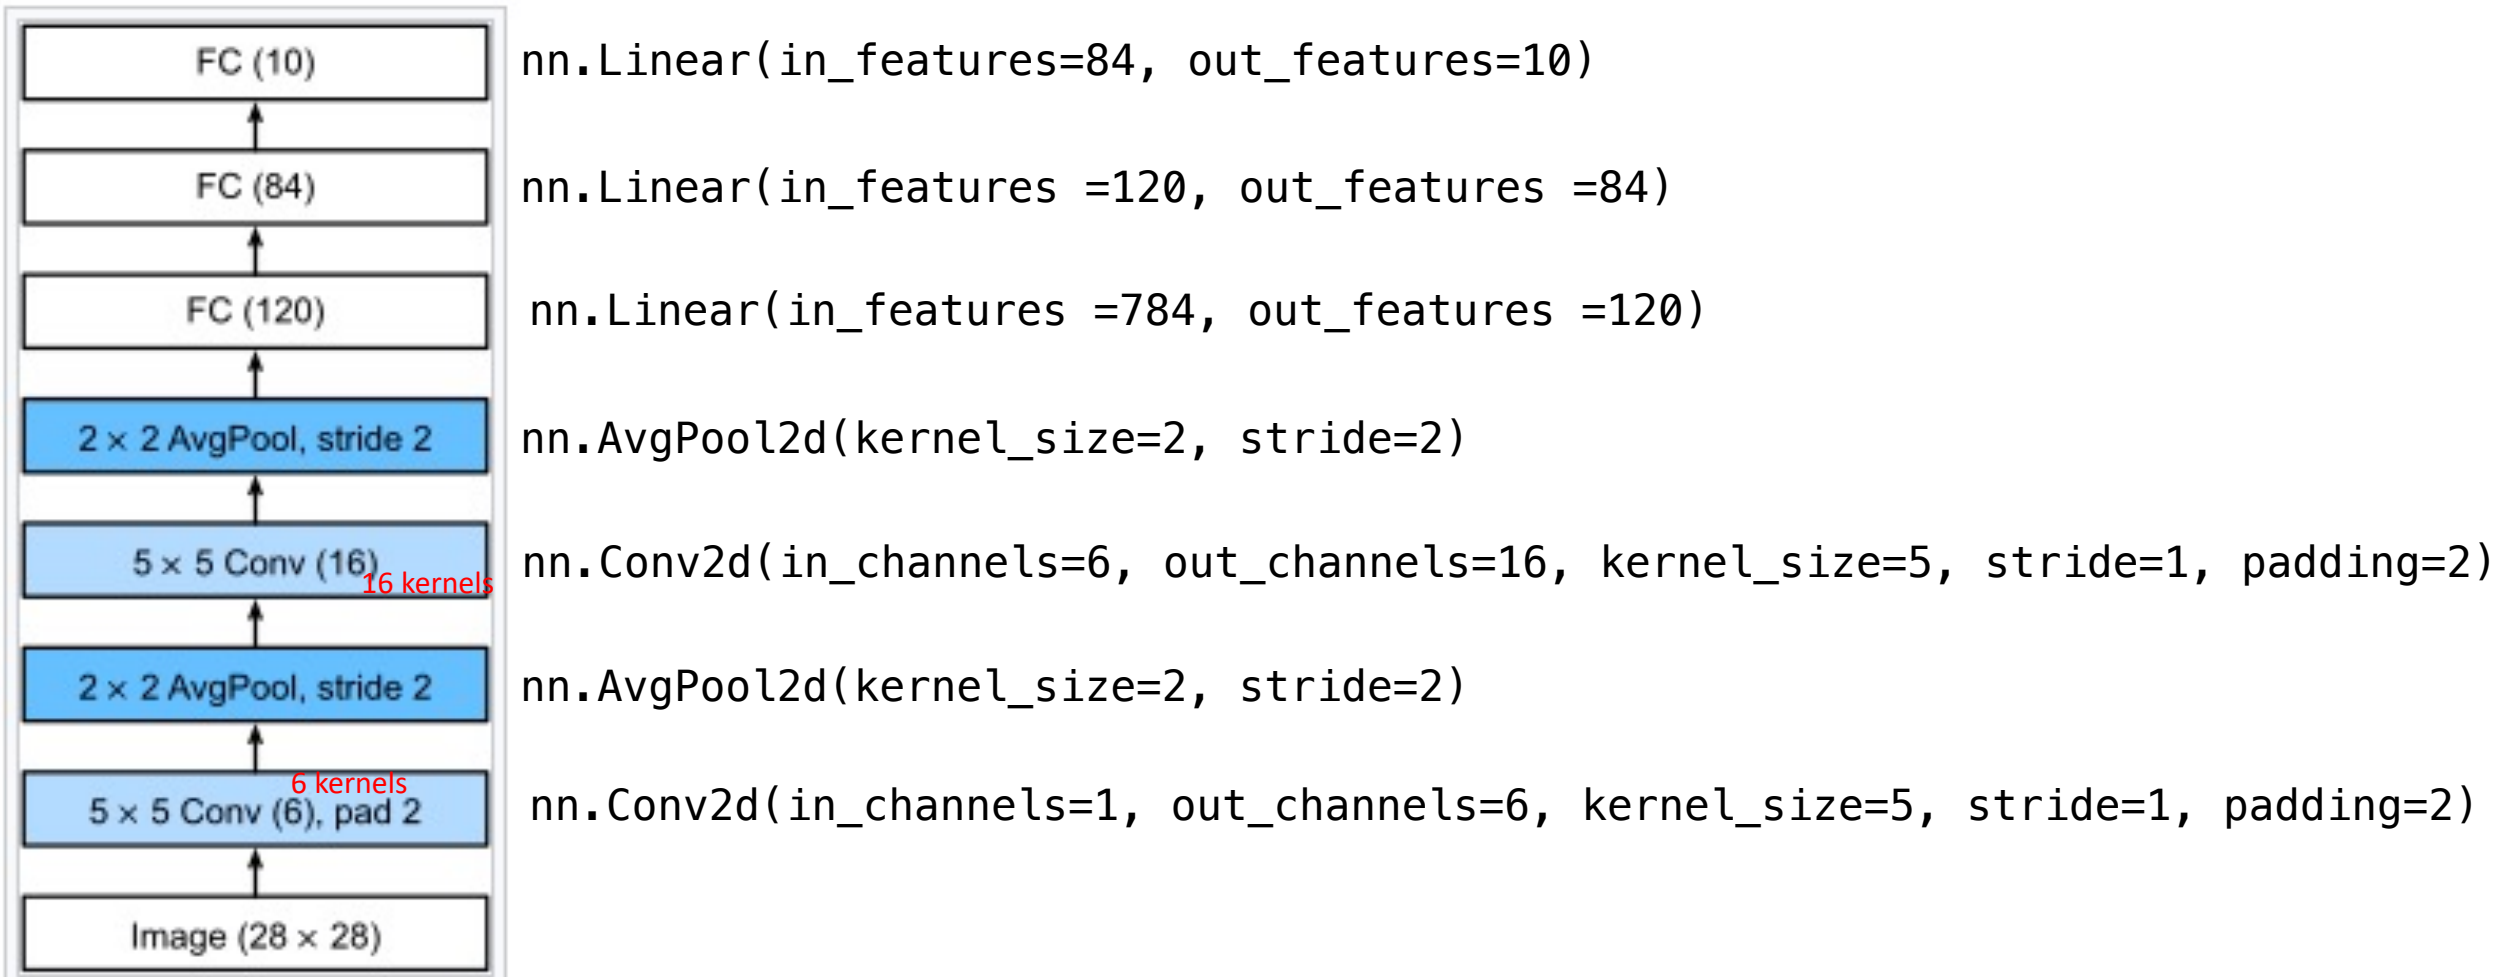 FC (10) nn.Linear(in_features=84, out_features=10)
FC (84) nn.Linear(in_features =120, out_features =84)
FC (120) nn.Linear(in_features =784, out_features =120)
2 × 2 AvgPool, stride 2 nn.AvgPool2d(kernel_size=2, stride=2)
5 × 5 Conv (16) nn.Conv2d(in_channels=6, out_channels=16, kernel_size=5, stride=1, padding=2)
16 kernels
2 × 2 AvgPool, stride 2 nn.AvgPool2d(kernel_size=2, stride=2)
6 kernels
5 × 5 Conv (6), pad 2 nn.Conv2d(in_channels=1, out_channels=6, kernel_size=5, stride=1, padding=2)
Image (28 × 28)